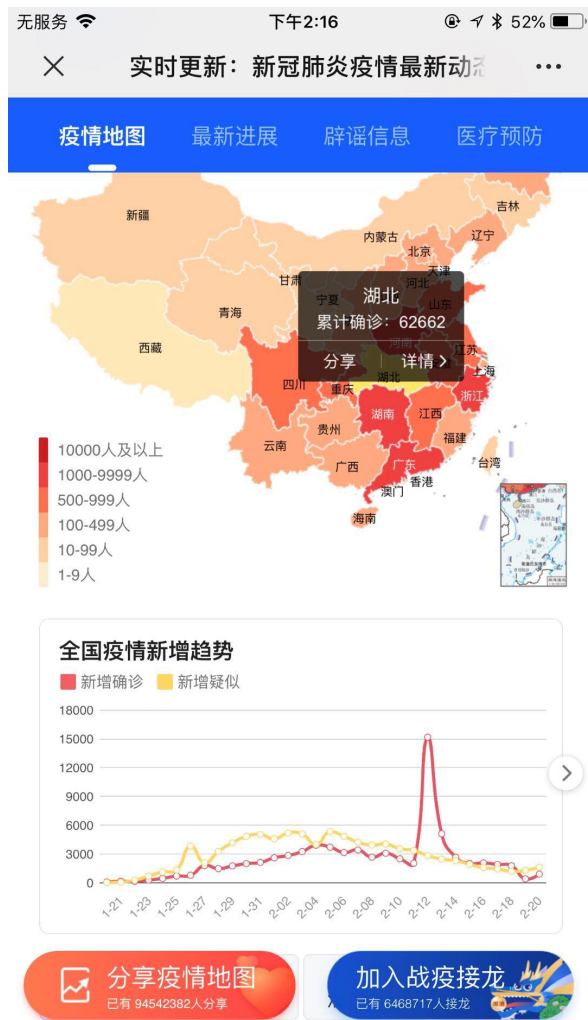 无服务 下午2:16 52%
实时更新：新冠肺炎疫情最新动态
疫情地图 最新进展 辟谣信息 医疗预防
吉林
新疆
辽宁
内蒙古
北京
天津
甘肃
河北
宁夏
湖北
山东
青海
累计确诊：62662
河南
西藏
江苏
分享 详情
上海
四川
重庆
湖北
浙江
湖南
江西
贵州
福建
云南
广西
广东
台湾
香港
澳门
海南
10000人及以上
1000-9999人
500-999人
100-499人
10-99人
1-9人
全国疫情新增趋势
新增确诊 新增疑似
18000
15000
12000
9000
6000
3000
0
1-21 1-23 1-25 1-27 1-29 1-31 2-02 2-04 2-06 2-08 2-10 2-12 2-14 2-16 2-18 2-20
分享疫情地图
已有 94542382人分享
加入战疫接龙
已有 6468717人接龙